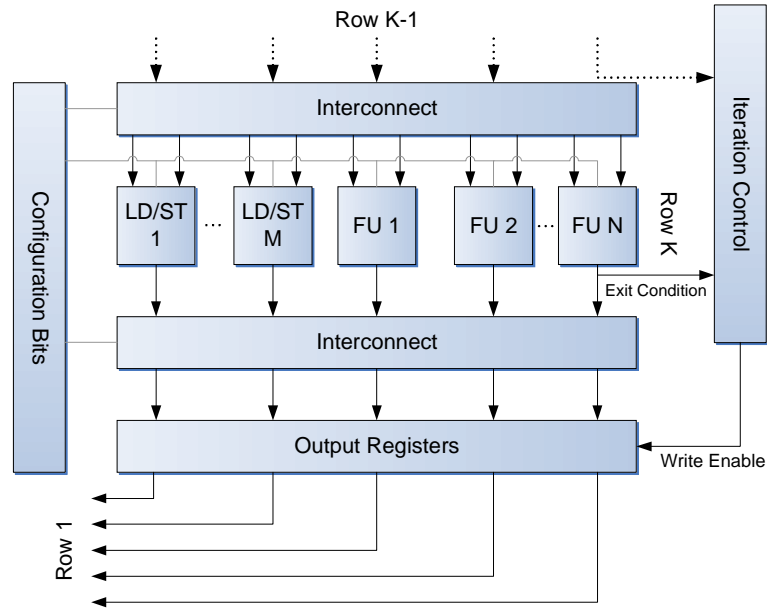 Row K-1
Interconnect
Iteration Control
Configuration Bits
LD/ST
1
...
LD/ST
M
FU 1
FU 2
...
FU N
Row K
Exit Condition
Interconnect
Output Registers
Write Enable
Row 1